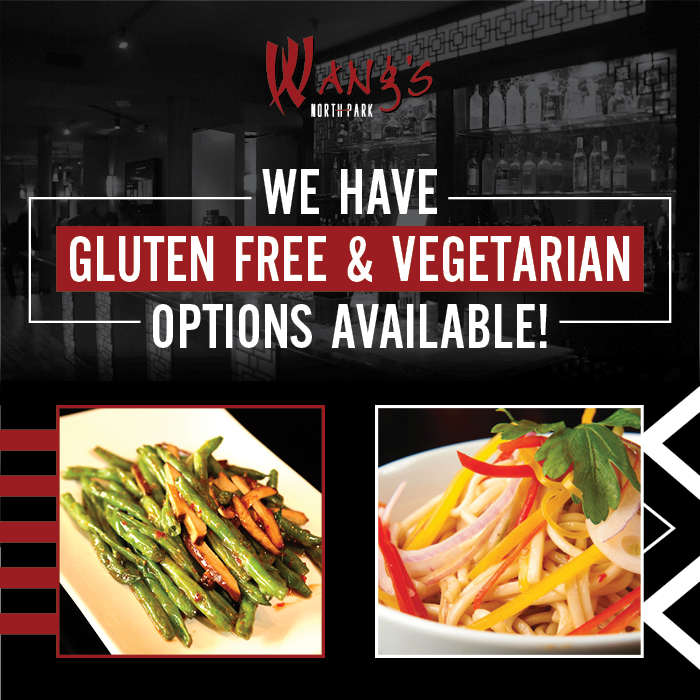 Wang's
NORTH PARK
WE HAVE
GLUTEN FREE & VEGETARIAN
OPTIONS AVAILABLE!